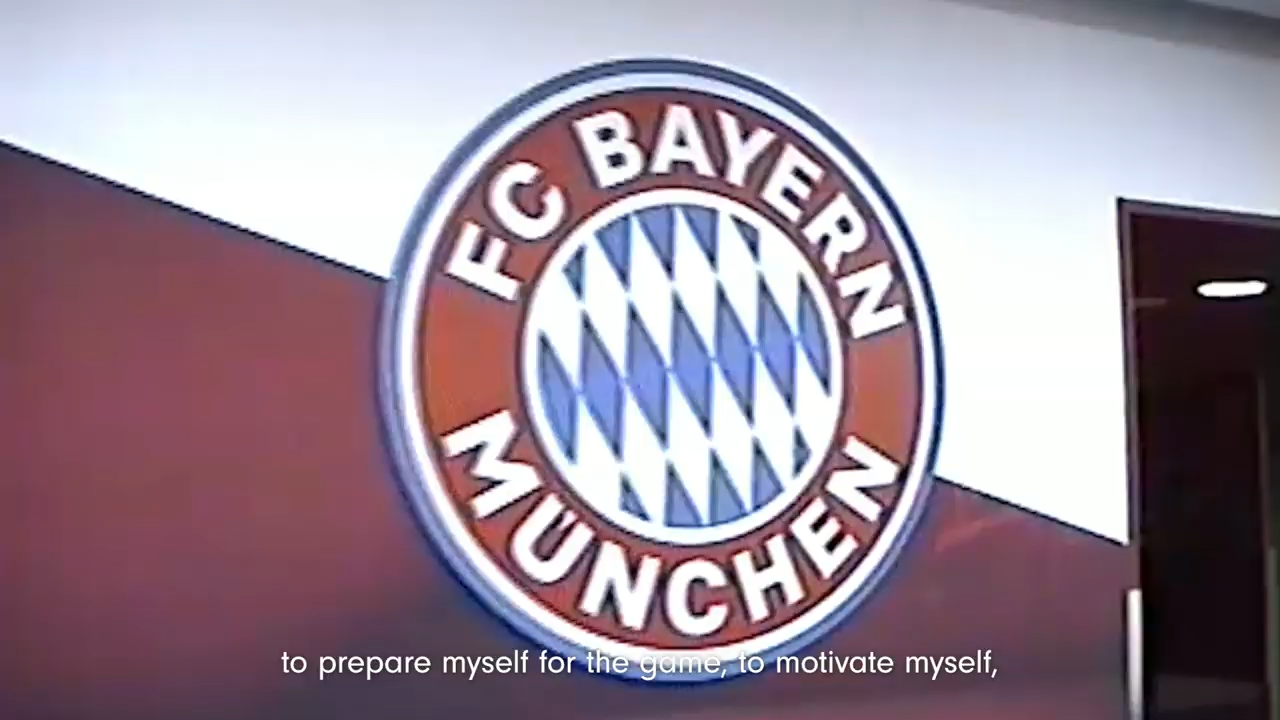 FC BAYERN
MÜNCHEN
to prepare myself for the game, to motivate myself,